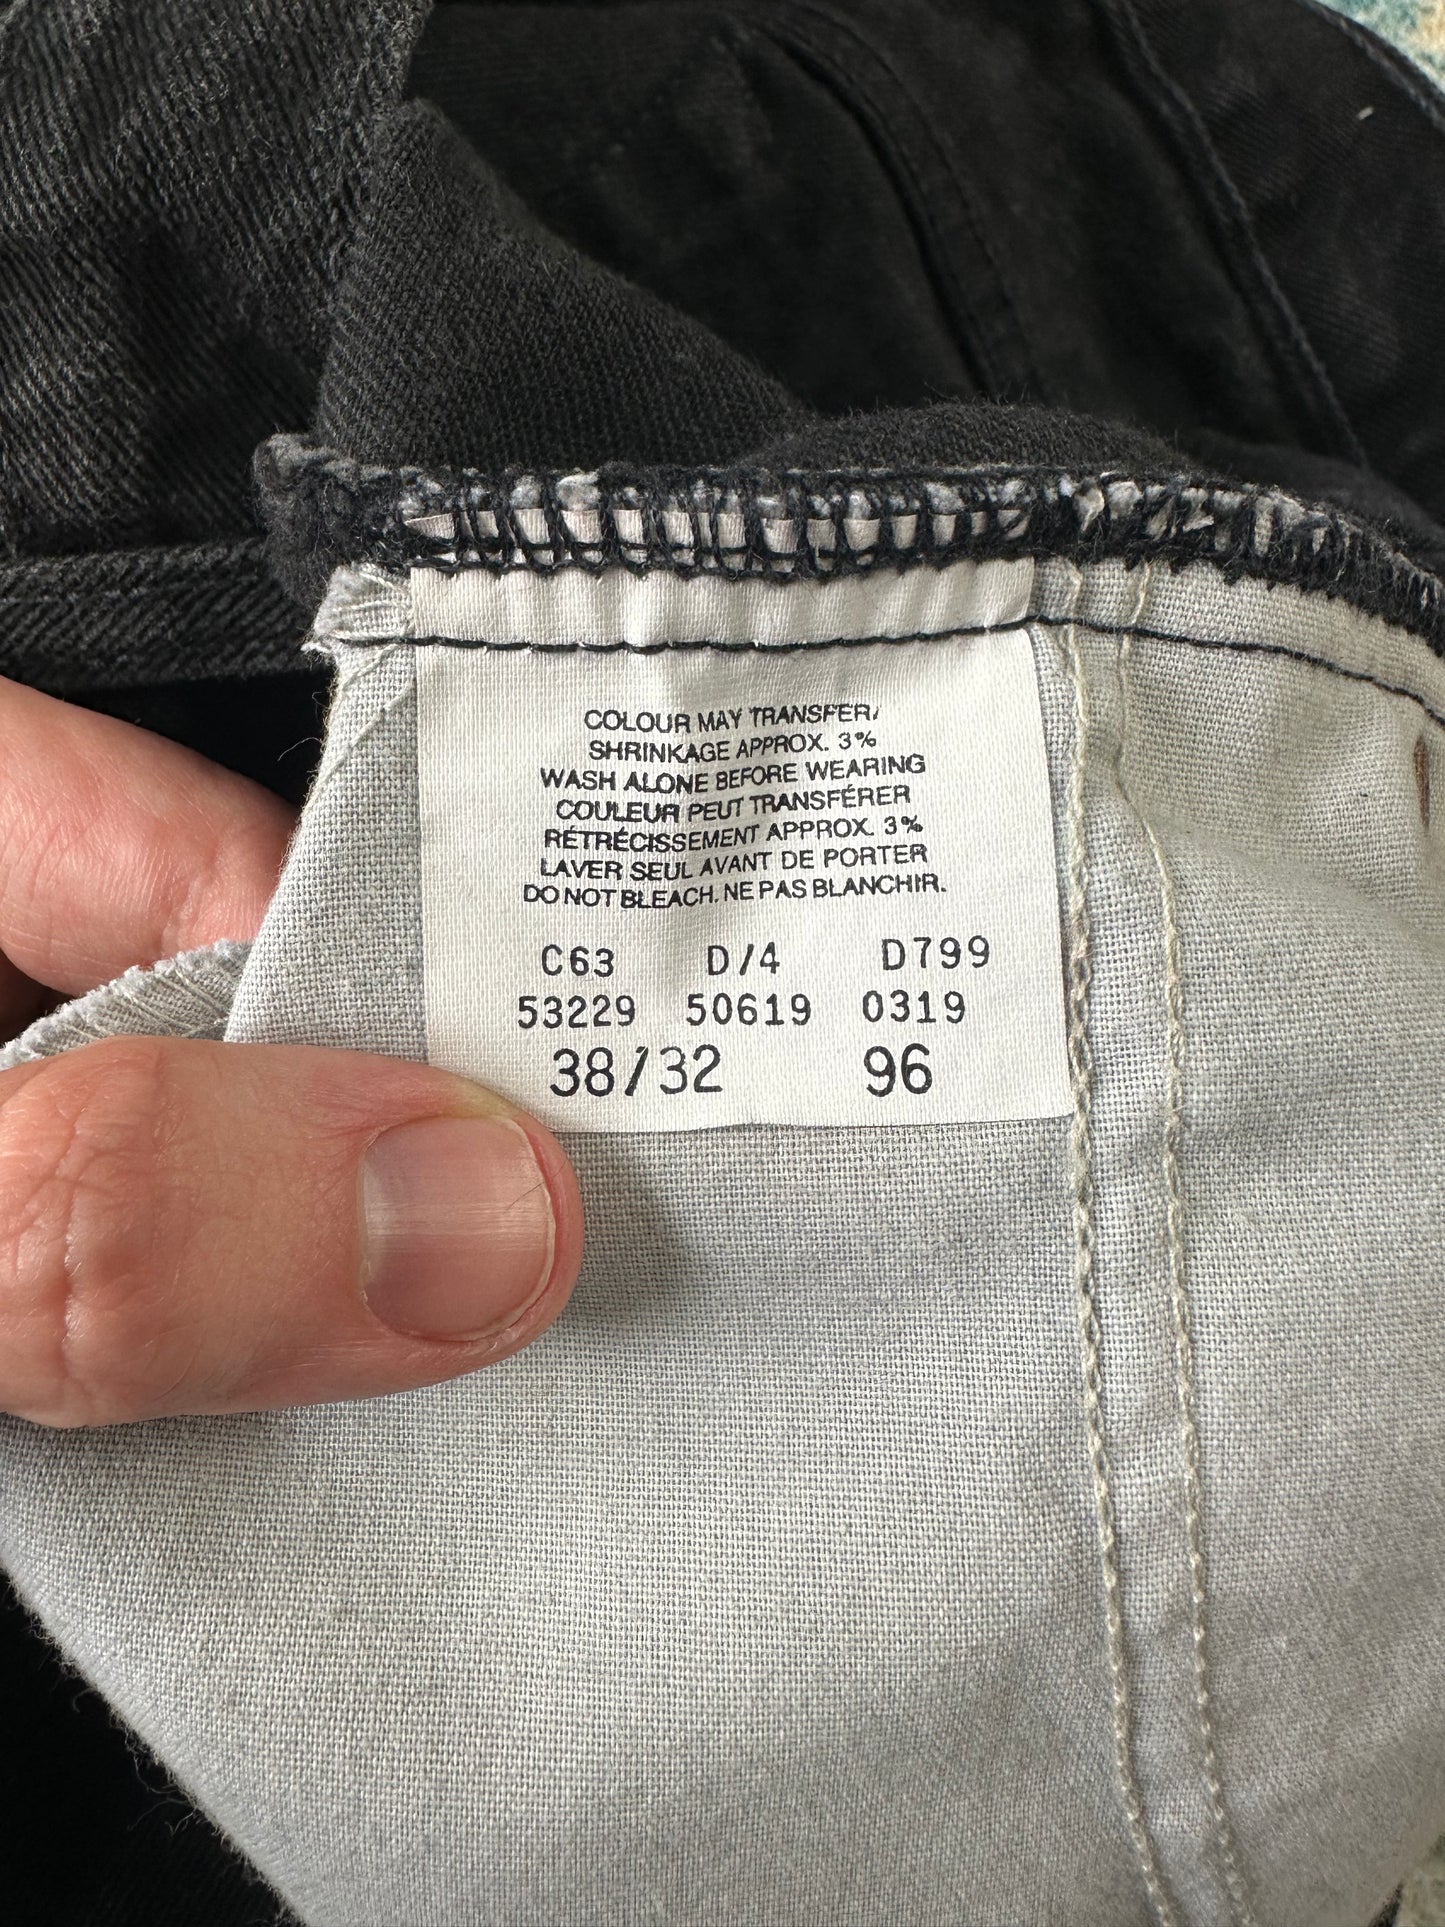 COLOUR MAY TRANSFER/
SHRINKAGE APPROX. 3%
WASH ALONE BEFORE WEARING
COULEUR PEUT TRANSFÉRER
RÉTRÉCISSEMENT APPROX. 3%
LAVER SEUL AVANT DE PORTER
DO NOT BLEACH. NE PAS BLANCHIR.
C63 D/4 D799
53229 50619 0319
38/32 96